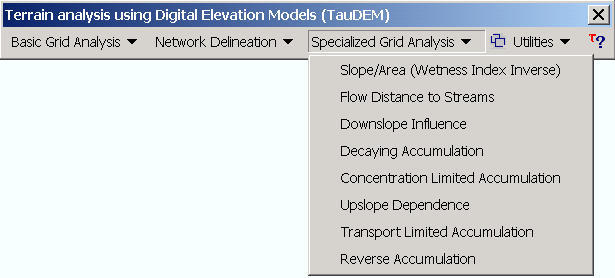 Terrain analysis using Digital Elevation Models (TauDEM)
Basic Grid Analysis Network Delineation Specialized Grid Analysis Utilities T?
Slope/Area (Wetness Index Inverse)
Flow Distance to Streams
Downslope Influence
Decaying Accumulation
Concentration Limited Accumulation
Upslope Dependence
Transport Limited Accumulation
Reverse Accumulation